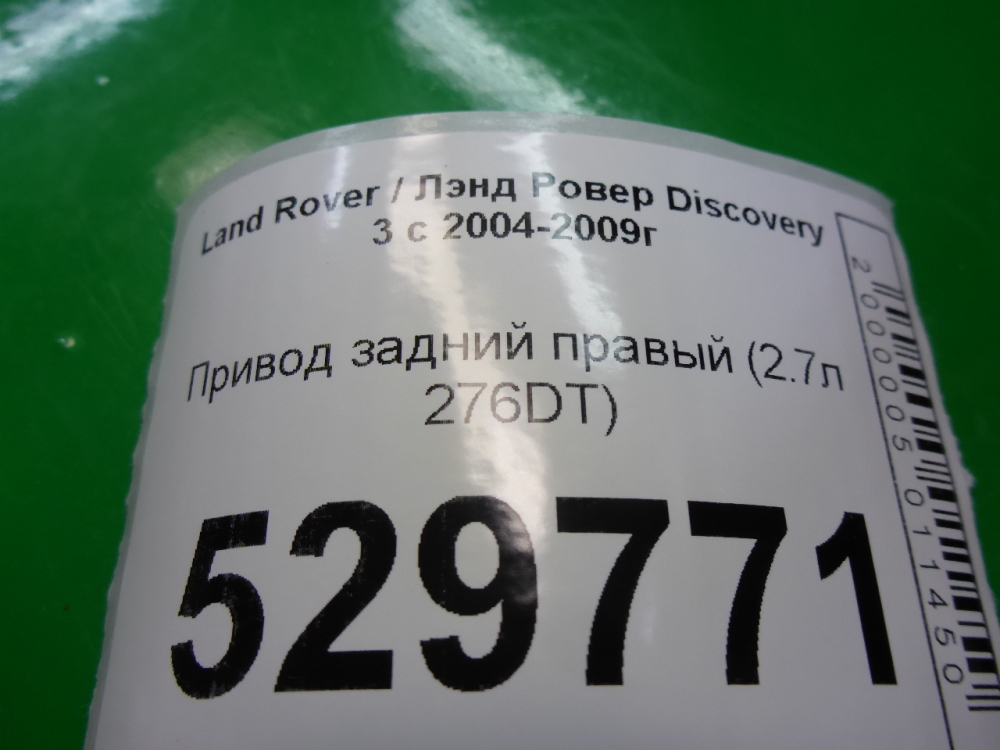 Land Rover / Лэнд Ровер Discovery
3 с 2004-2009г
Привод задний правый (2.7л
276DT)
529771
2000005011450